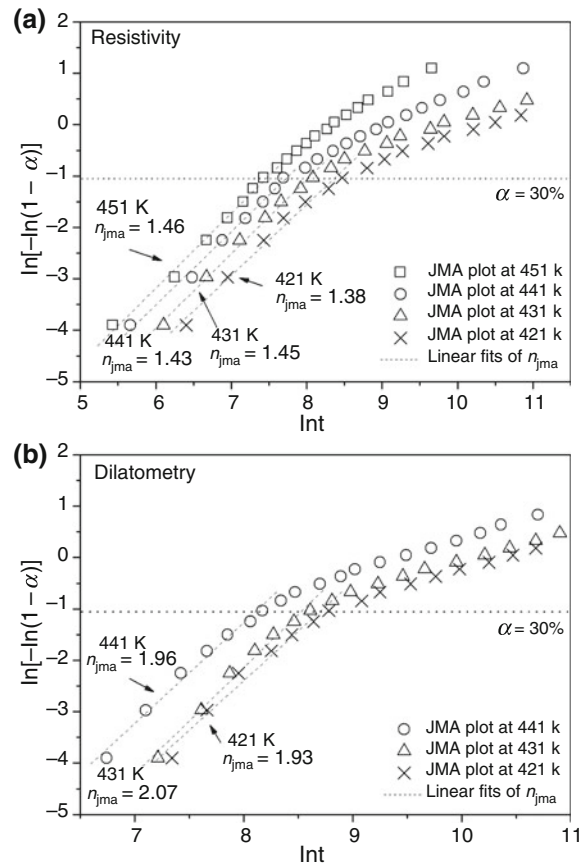 (a)
Resistivity
2
1
0
−1
−2
−3
−4
−5
ln[−ln(1 − α)]
α = 30%
451 K
n_jma = 1.46
421 K
n_jma = 1.38
441 K
n_jma = 1.43
431 K
n_jma = 1.45
JMA plot at 451 k
JMA plot at 441 k
JMA plot at 431 k
JMA plot at 421 k
Linear fits of n_jma
5 6 7 8 9 10 11
lnt
(b)
Dilatometry
2
1
0
−1
−2
−3
−4
−5
ln[−ln(1 − α)]
α = 30%
441 K
n_jma = 1.96
421 K
n_jma = 1.93
431 K
n_jma = 2.07
JMA plot at 441 k
JMA plot at 431 k
JMA plot at 421 k
Linear fits of n_jma
7 8 9 10 11
lnt